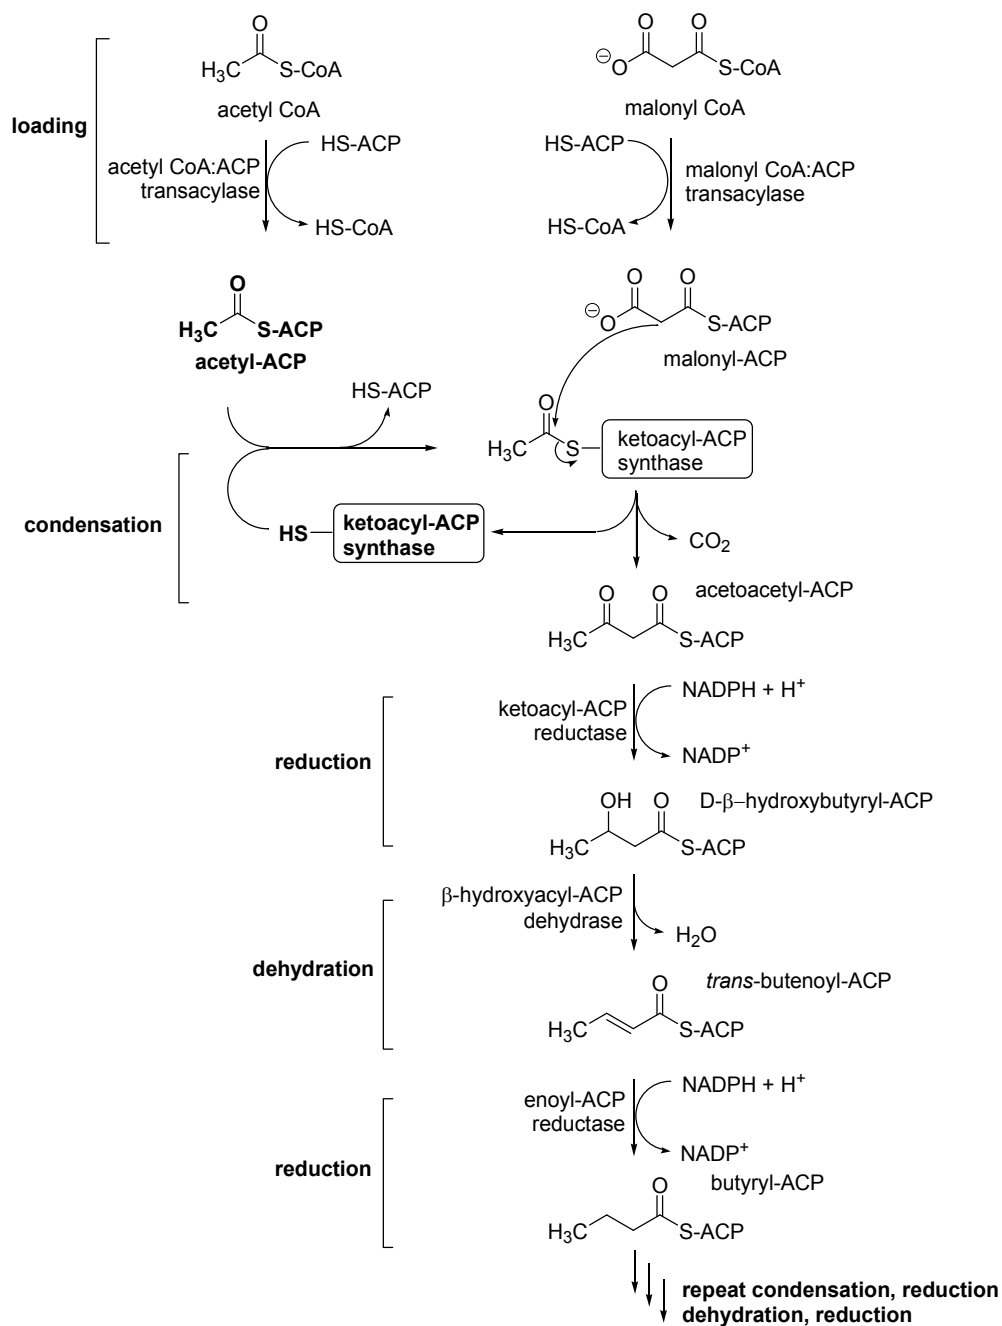 O
H₃C
S-CoA
acetyl CoA
O
O
⊖O
S-CoA
malonyl CoA
loading
acetyl CoA:ACP
transacylase
HS-ACP
HS-CoA
HS-ACP
HS-CoA
malonyl CoA:ACP
transacylase
O
H₃C
S-ACP
acetyl-ACP
O
O
⊖O
S-ACP
malonyl-ACP
HS-ACP
O
H₃C
S
ketoacyl-ACP
synthase
condensation
HS
ketoacyl-ACP
synthase
CO₂
acetoacetyl-ACP
O
O
H₃C
S-ACP
reduction
ketoacyl-ACP
reductase
NADPH + H⁺
NADP⁺
OH
O
D-β–hydroxybutyryl-ACP
H₃C
S-ACP
dehydration
β-hydroxyacyl-ACP
dehydrase
H₂O
trans-butenoyl-ACP
O
H₃C
S-ACP
reduction
enoyl-ACP
reductase
NADPH + H⁺
NADP⁺
butyryl-ACP
O
H₃C
S-ACP
repeat condensation, reduction
dehydration, reduction